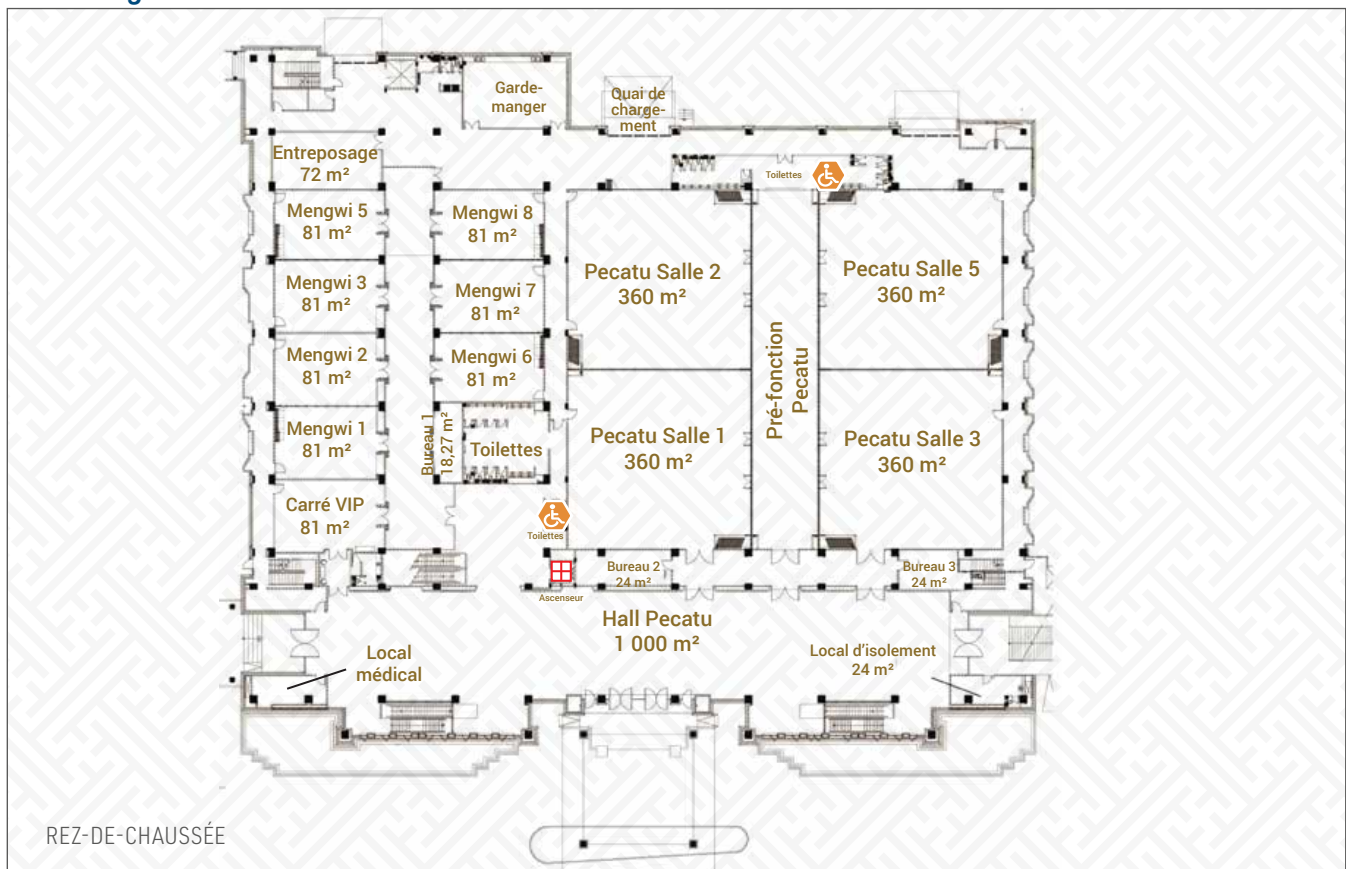 Garde-
manger
Quai de
charge-
ment
Entreposage
72 m²
Toilettes
Mengwi 5
81 m²
Mengwi 8
81 m²
Pecatu Salle 2
360 m²
Pecatu Salle 5
360 m²
Mengwi 3
81 m²
Mengwi 7
81 m²
Mengwi 2
81 m²
Mengwi 6
81 m²
Pré-fonction
Pecatu
Mengwi 1
81 m²
Bureau 1
18,27 m²
Toilettes
Pecatu Salle 1
360 m²
Pecatu Salle 3
360 m²
Carré VIP
81 m²
Toilettes
Bureau 2
24 m²
Bureau 3
24 m²
Ascenseur
Hall Pecatu
1 000 m²
Local
médical
Local d'isolement
24 m²
REZ-DE-CHAUSSÉE